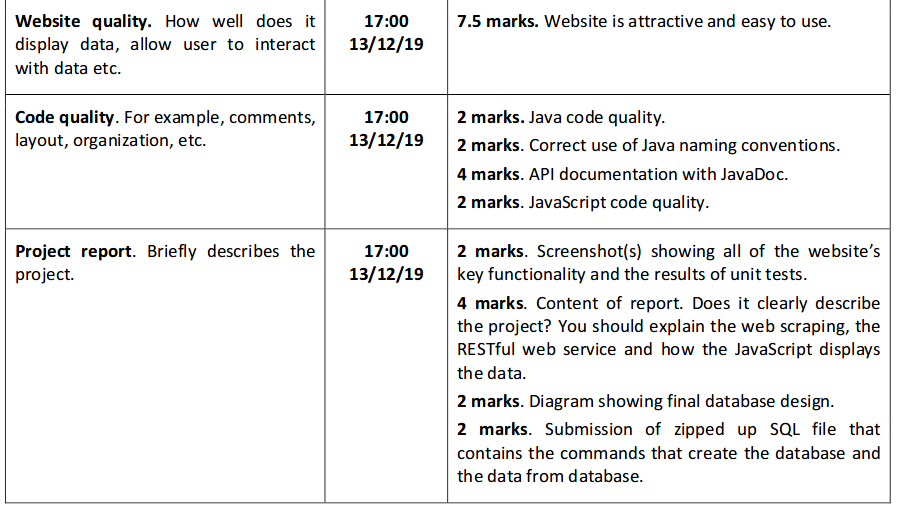 Website quality. How well does it
display data, allow user to interact
with data etc.
17:00
13/12/19
7.5 marks. Website is attractive and easy to use.
Code quality. For example, comments,
layout, organization, etc.
17:00
13/12/19
2 marks. Java code quality.
2 marks. Correct use of Java naming conventions.
4 marks. API documentation with JavaDoc.
2 marks. JavaScript code quality.
Project report. Briefly describes the
project.
17:00
13/12/19
2 marks. Screenshot(s) showing all of the website’s
key functionality and the results of unit tests.
4 marks. Content of report. Does it clearly describe
the project? You should explain the web scraping, the
RESTful web service and how the JavaScript displays
the data.
2 marks. Diagram showing final database design.
2 marks. Submission of zipped up SQL file that
contains the commands that create the database and
the data from database.